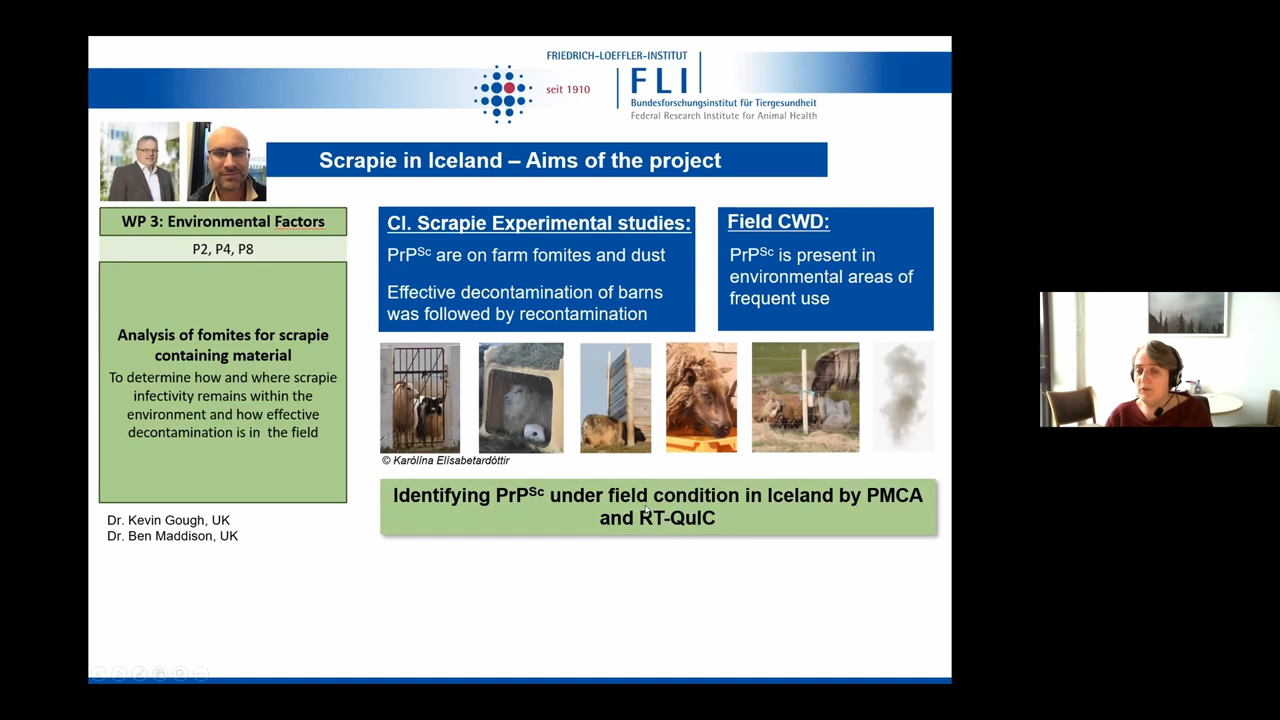 FRIEDRICH-LOEFFLER-INSTITUT
seit 1910
FLI
Bundesforschungsinstitut für Tiergesundheit
Federal Research Institute for Animal Health
Scrapie in Iceland – Aims of the project
WP 3: Environmental Factors
P2, P4, P8
Analysis of fomites for scrapie
containing material
To determine how and where scrapie
infectivity remains within the
environment and how effective
decontamination is in the field
Dr. Kevin Gough, UK
Dr. Ben Maddison, UK
Cl. Scrapie Experimental studies:
PrPSc are on farm fomites and dust
Effective decontamination of barns
was followed by recontamination
Field CWD:
PrPSc is present in
environmental areas of
frequent use
© Karólína Elísabetardóttir
Identifying PrPSc under field condition in Iceland by PMCA
and RT-QuIC